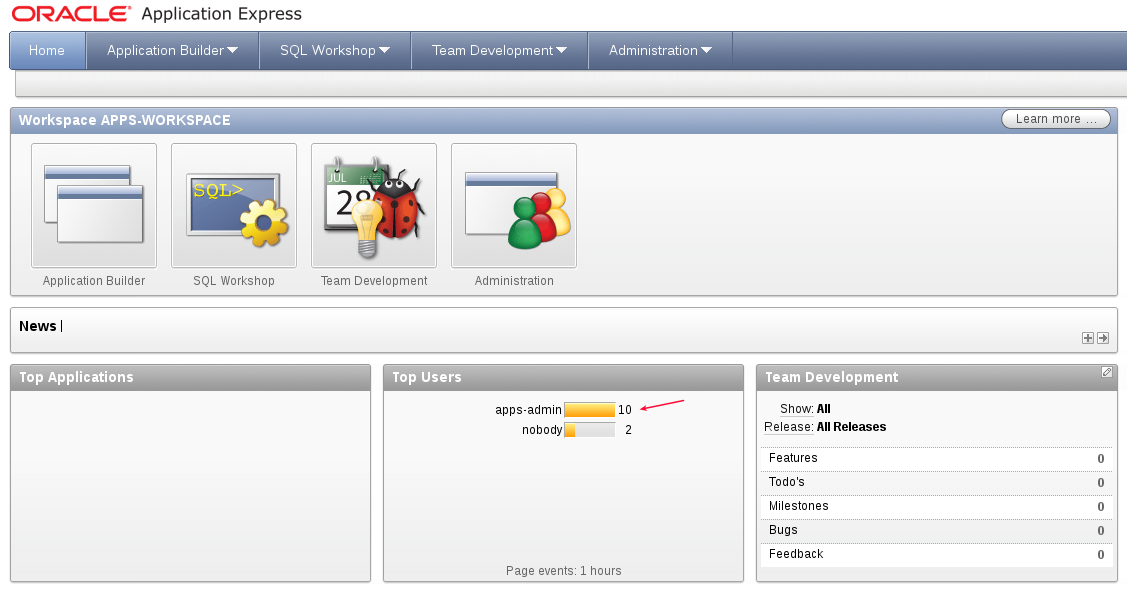 ORACLE® Application Express
Home Application Builder SQL Workshop Team Development Administration
Workspace APPS-WORKSPACE Learn more ...
SQL>
JUL
28
Application Builder SQL Workshop Team Development Administration
News
Top Applications
Top Users
apps-admin 10
nobody 2
Page events: 1 hours
Team Development
Show: All
Release: All Releases
Features 0
Todo's 0
Milestones 0
Bugs 0
Feedback 0